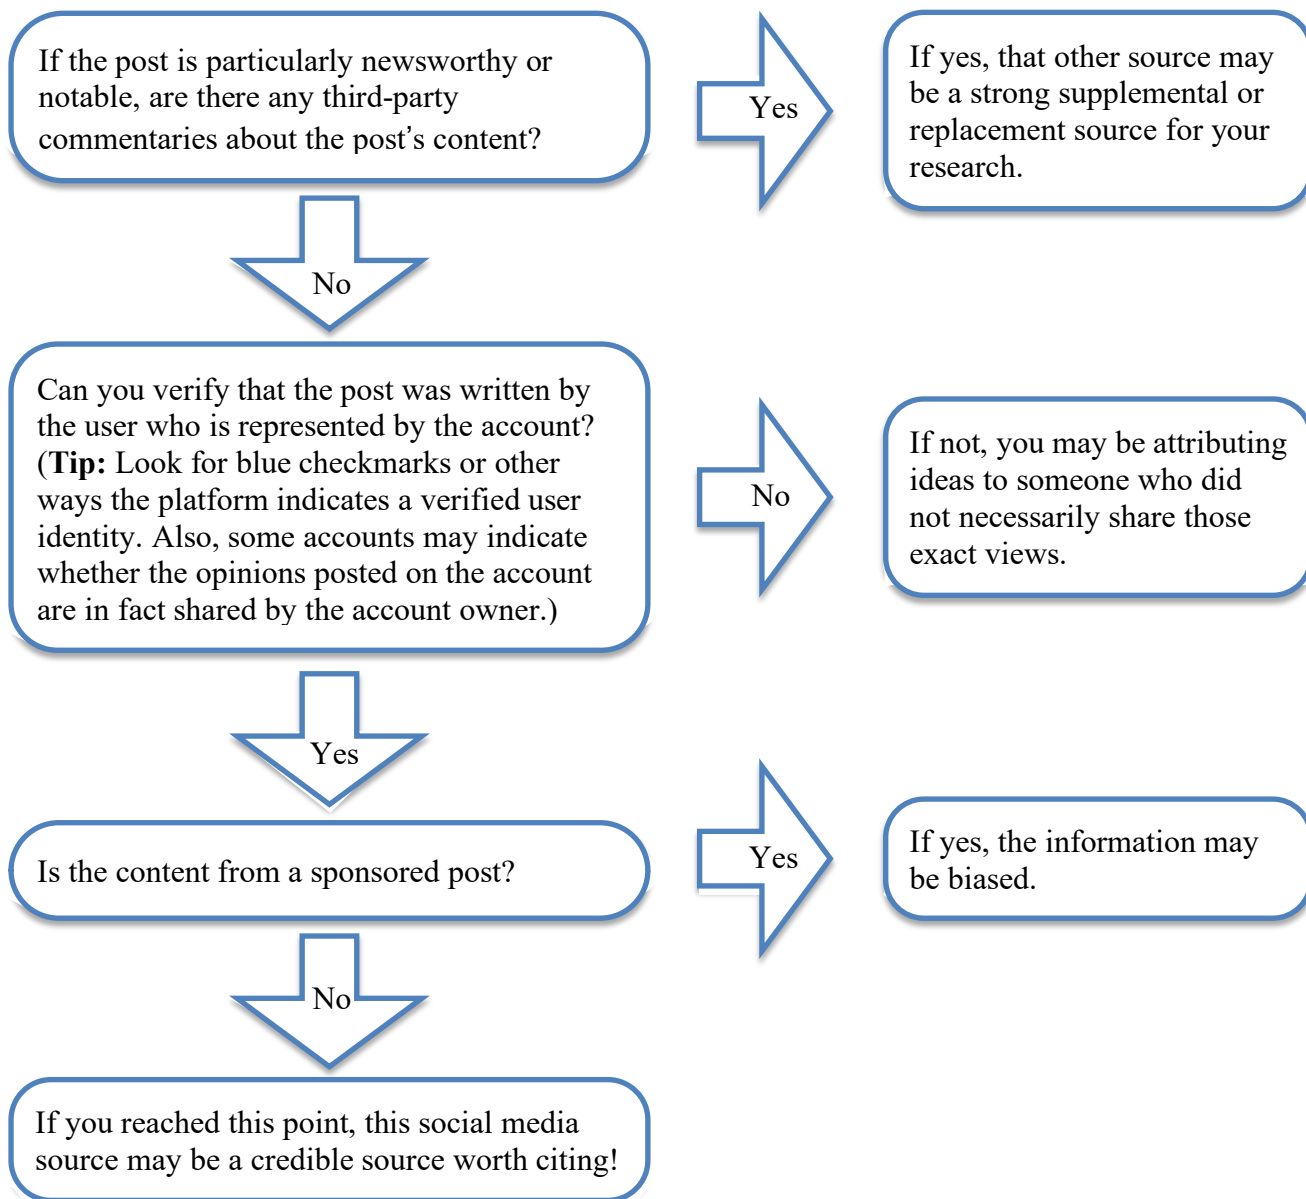 If the post is particularly newsworthy or
notable, are there any third-party
commentaries about the post's content?
Yes
If yes, that other source may
be a strong supplemental or
replacement source for your
research.
No
Can you verify that the post was written by
the user who is represented by the account?
(Tip: Look for blue checkmarks or other
ways the platform indicates a verified user
identity. Also, some accounts may indicate
whether the opinions posted on the account
are in fact shared by the account owner.)
No
If not, you may be attributing
ideas to someone who did
not necessarily share those
exact views.
Yes
Is the content from a sponsored post?
Yes
If yes, the information may
be biased.
No
If you reached this point, this social media
source may be a credible source worth citing!